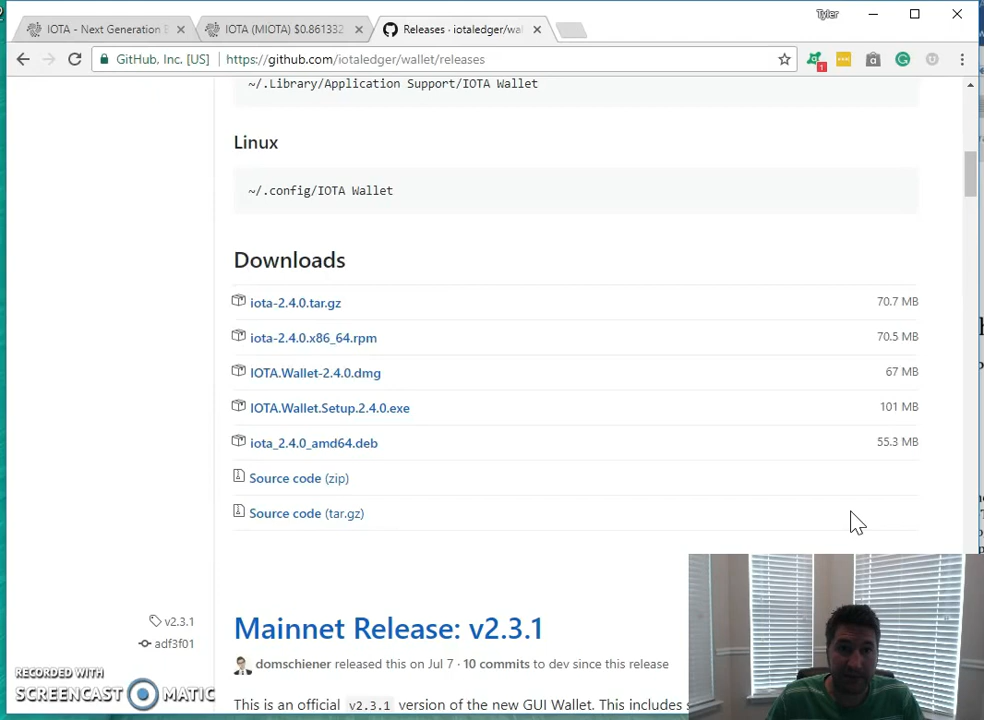 Tyler
IOTA - Next Generation
IOTA (MIOTA) $0.861332
Releases · iotaledger/wal
GitHub, Inc. [US] https://github.com/iotaledger/wallet/releases
1
~/.Library/Application Support/IOTA Wallet
Linux
~/.config/IOTA Wallet
Downloads
iota-2.4.0.tar.gz 70.7 MB
iota-2.4.0.x86_64.rpm 70.5 MB
IOTA.Wallet-2.4.0.dmg 67 MB
IOTA.Wallet.Setup.2.4.0.exe 101 MB
iota_2.4.0_amd64.deb 55.3 MB
Source code (zip)
Source code (tar.gz)
v2.3.1
adf3f01
Mainnet Release: v2.3.1
domschiener released this on Jul 7 · 10 commits to dev since this release
This is an official v2.3.1 version of the new GUI Wallet. This includes
RECORDED WITH
SCREENCAST MATIC